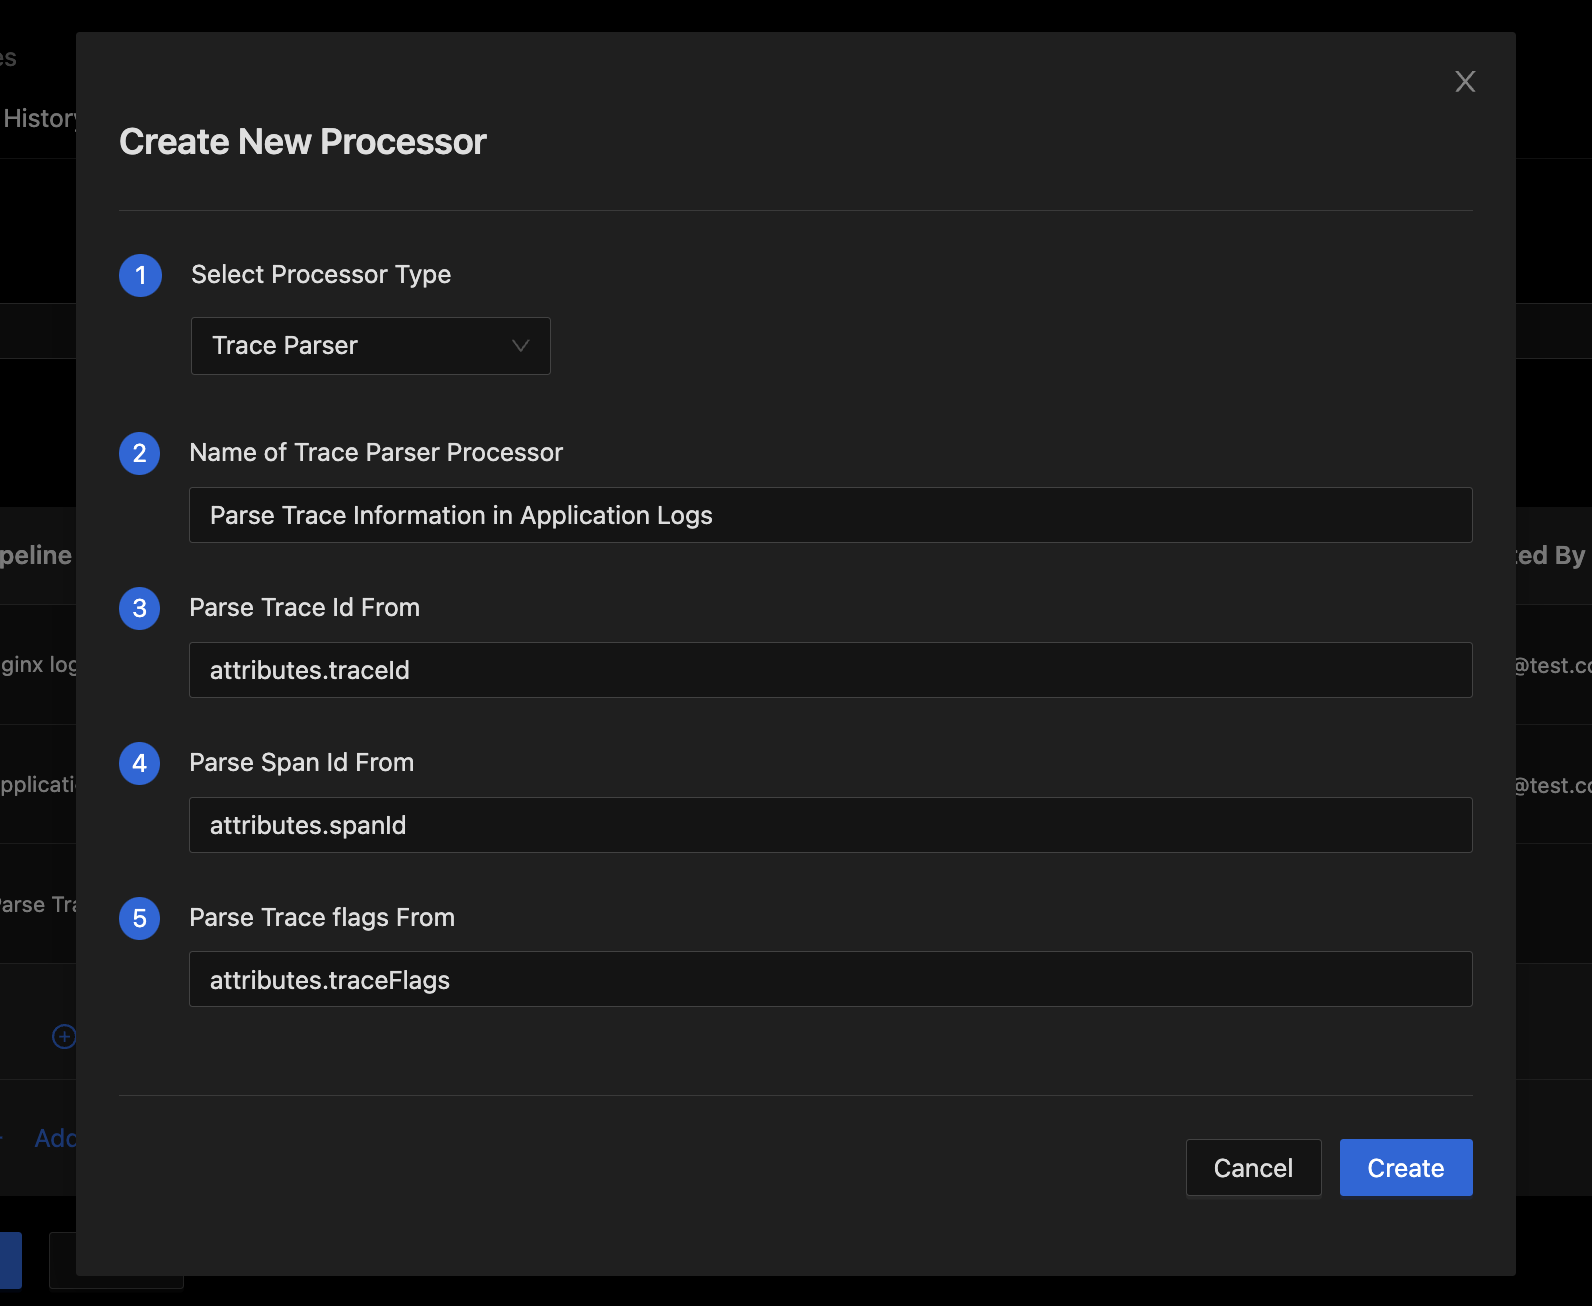 History
Create New Processor
1 Select Processor Type
Trace Parser
2 Name of Trace Parser Processor
Parse Trace Information in Application Logs
peline
ted By
3 Parse Trace Id From
ginx log
attributes.traceId
@test.co
4 Parse Span Id From
pplicati
attributes.spanId
@test.co
5 Parse Trace flags From
arse Tra
attributes.traceFlags
Add
Cancel
Create